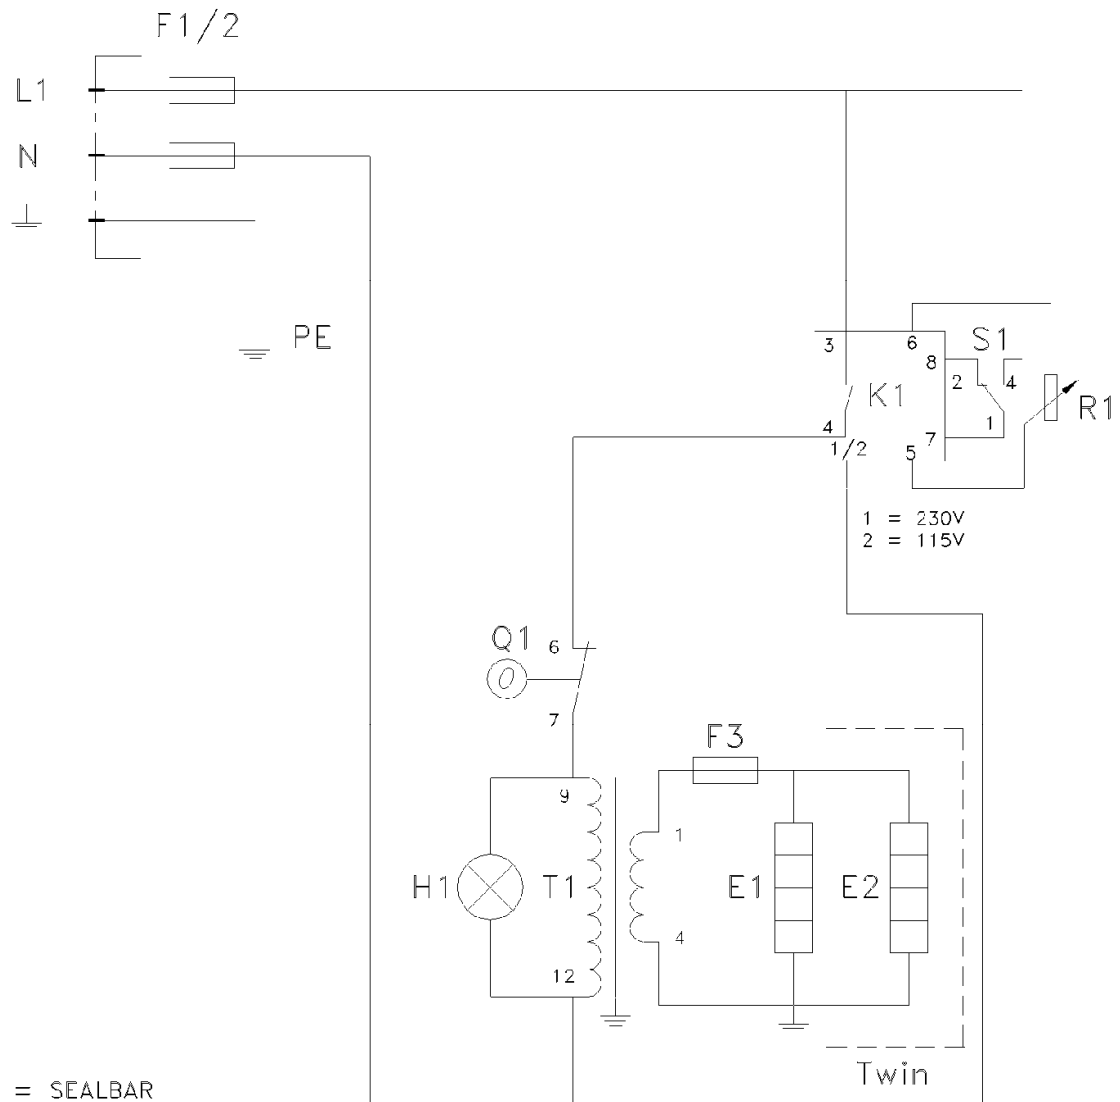 F1/2
L1
N
PE
3
6
S1
8
2
4
K1
R1
4
1
7
1/2
5
1 = 230V
2 = 115V
Q1
6
7
F3
9
1
H1
T1
E1
E2
4
12
Twin
= SEALBAR